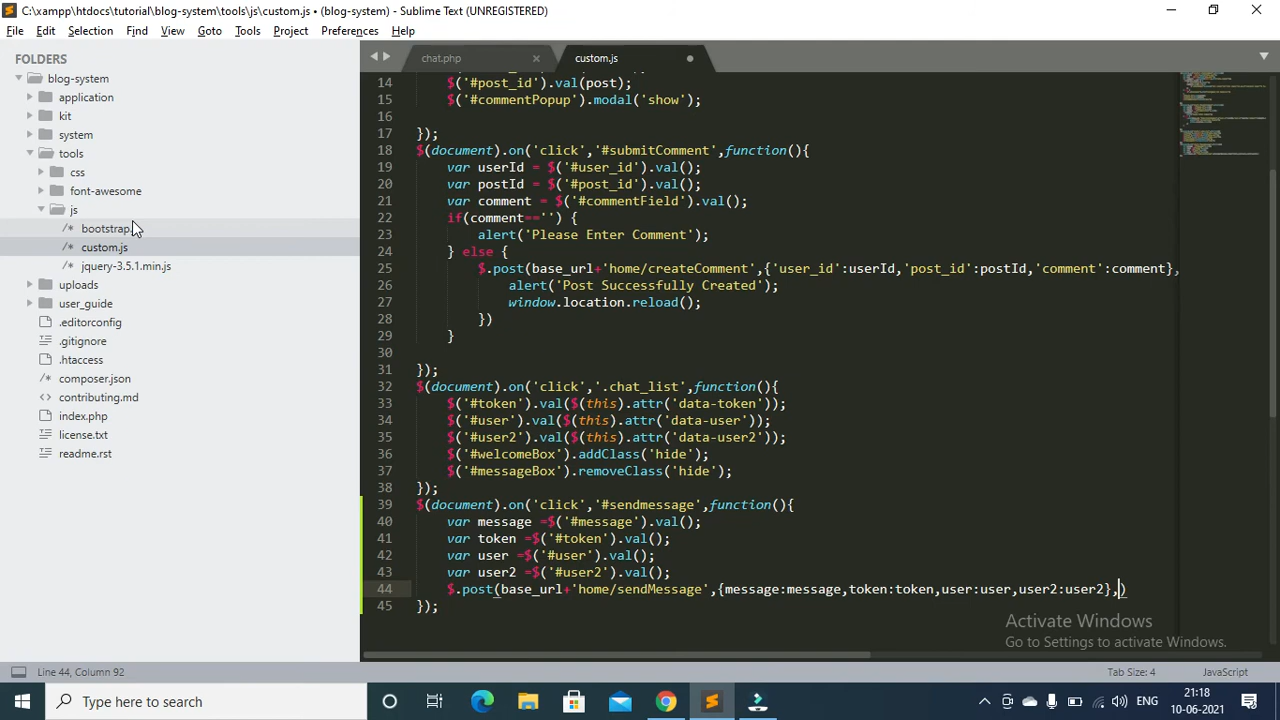 C:\xampp\htdocs\tutorial\blog-system\tools\js\custom.js • (blog-system) - Sublime Text (UNREGISTERED)
File Edit Selection Find View Goto Tools Project Preferences Help
FOLDERS
blog-system
application
kit
system
tools
css
font-awesome
js
/* bootstrap.
/* custom.js
/* jquery-3.5.1.min.js
uploads
user_guide
.editorconfig
.gitignore
.htaccess
/* composer.json
contributing.md
index.php
license.txt
readme.rst
chat.php
custom.js
14 $('#post_id').val(post);
15 $('#commentPopup').modal('show');
16
17 });
18 $(document).on('click','#submitComment',function(){
19 var userId = $('#user_id').val();
20 var postId = $('#post_id').val();
21 var comment = $('#commentField').val();
22 if(comment=='') {
23 alert('Please Enter Comment');
24 } else {
25 $.post(base_url+'home/createComment',{'user_id':userId,'post_id':postId,'comment':comment},
26 alert('Post Successfully Created');
27 window.location.reload();
28 })
29 }
30
31 });
32 $(document).on('click','.chat_list',function(){
33 $('#token').val($(this).attr('data-token'));
34 $('#user').val($(this).attr('data-user'));
35 $('#user2').val($(this).attr('data-user2'));
36 $('#welcomeBox').addClass('hide');
37 $('#messageBox').removeClass('hide');
38 });
39 $(document).on('click','#sendmessage',function(){
40 var message =$('#message').val();
41 var token =$('#token').val();
42 var user =$('#user').val();
43 var user2 =$('#user2').val();
44 $.post(base_url+'home/sendMessage',{message:message,token:token,user:user,user2:user2},)
45 });
Activate Windows
Go to Settings to activate Windows.
Line 44, Column 92
Tab Size: 4
JavaScript
Type here to search
21:18
10-06-2021